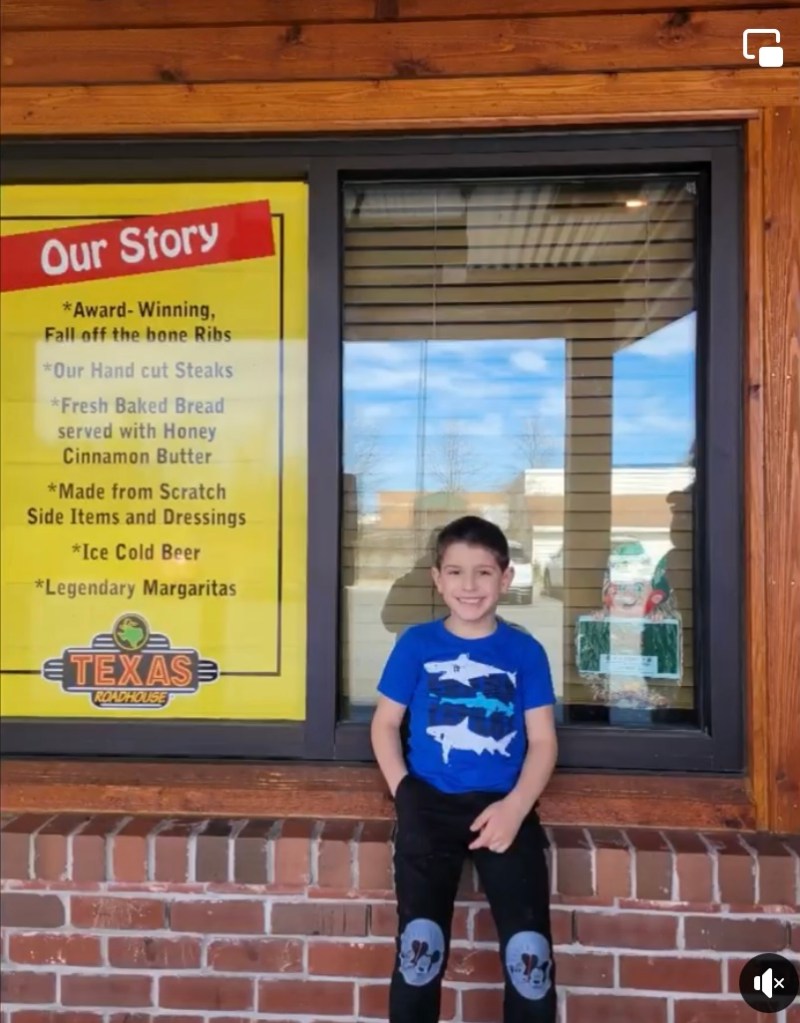 Our Story
*Award-Winning,
Fall off the bone Ribs
*Our Hand cut Steaks
*Fresh Baked Bread
served with Honey
Cinnamon Butter
*Made from Scratch
Side Items and Dressings
*Ice Cold Beer
*Legendary Margaritas
TEXAS
ROADHOUSE